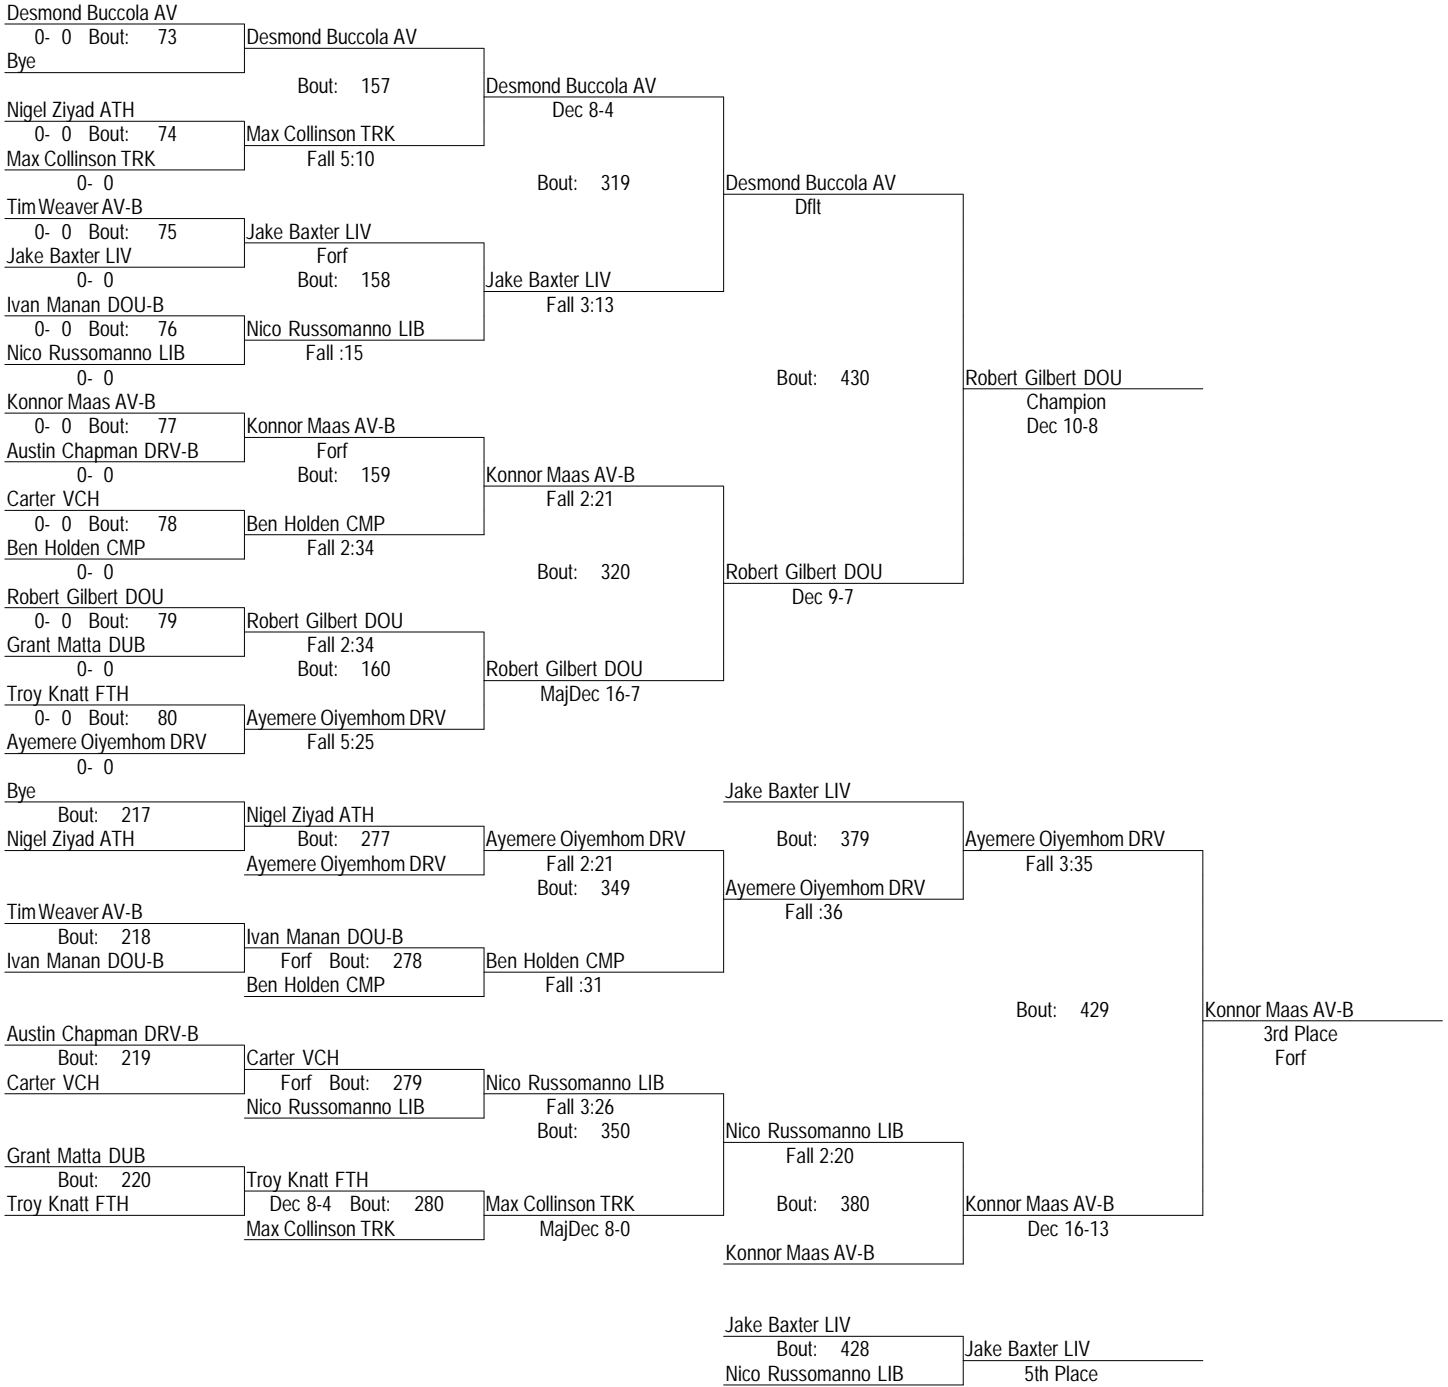 Desmond Buccola AV
0- 0 Bout: 73
Bye
Desmond Buccola AV
Bout: 157
Desmond Buccola AV
Dec 8-4
Nigel Ziyad ATH
0- 0 Bout: 74
Max Collinson TRK
0- 0
Max Collinson TRK
Fall 5:10
Bout: 319
Desmond Buccola AV
Dflt
Tim Weaver AV-B
0- 0 Bout: 75
Jake Baxter LIV
0- 0
Jake Baxter LIV
Forf
Bout: 158
Jake Baxter LIV
Fall 3:13
Ivan Manan DOU-B
0- 0 Bout: 76
Nico Russomanno LIB
0- 0
Nico Russomanno LIB
Fall :15
Bout: 430
Robert Gilbert DOU
Champion
Dec 10-8
Konnor Maas AV-B
0- 0 Bout: 77
Austin Chapman DRV-B
0- 0
Konnor Maas AV-B
Forf
Bout: 159
Konnor Maas AV-B
Fall 2:21
Carter VCH
0- 0 Bout: 78
Ben Holden CMP
0- 0
Ben Holden CMP
Fall 2:34
Bout: 320
Robert Gilbert DOU
Dec 9-7
Robert Gilbert DOU
0- 0 Bout: 79
Grant Matta DUB
0- 0
Robert Gilbert DOU
Fall 2:34
Bout: 160
Robert Gilbert DOU
MajDec 16-7
Troy Knatt FTH
0- 0 Bout: 80
Ayemere Oiyemhom DRV
0- 0
Ayemere Oiyemhom DRV
Fall 5:25
Bye
Bout: 217
Nigel Ziyad ATH
Nigel Ziyad ATH
Bout: 277
Ayemere Oiyemhom DRV
Ayemere Oiyemhom DRV
Fall 2:21
Bout: 349
Jake Baxter LIV
Bout: 379
Ayemere Oiyemhom DRV
Fall :36
Ayemere Oiyemhom DRV
Fall 3:35
Tim Weaver AV-B
Bout: 218
Ivan Manan DOU-B
Ivan Manan DOU-B
Forf Bout: 278
Ben Holden CMP
Ben Holden CMP
Fall :31
Bout: 429
Konnor Maas AV-B
3rd Place
Forf
Austin Chapman DRV-B
Bout: 219
Carter VCH
Carter VCH
Forf Bout: 279
Nico Russomanno LIB
Nico Russomanno LIB
Fall 3:26
Bout: 350
Nico Russomanno LIB
Fall 2:20
Grant Matta DUB
Bout: 220
Troy Knatt FTH
Troy Knatt FTH
Dec 8-4 Bout: 280
Max Collinson TRK
Max Collinson TRK
MajDec 8-0
Bout: 380
Konnor Maas AV-B
Konnor Maas AV-B
Dec 16-13
Jake Baxter LIV
Bout: 428
Nico Russomanno LIB
Jake Baxter LIV
5th Place